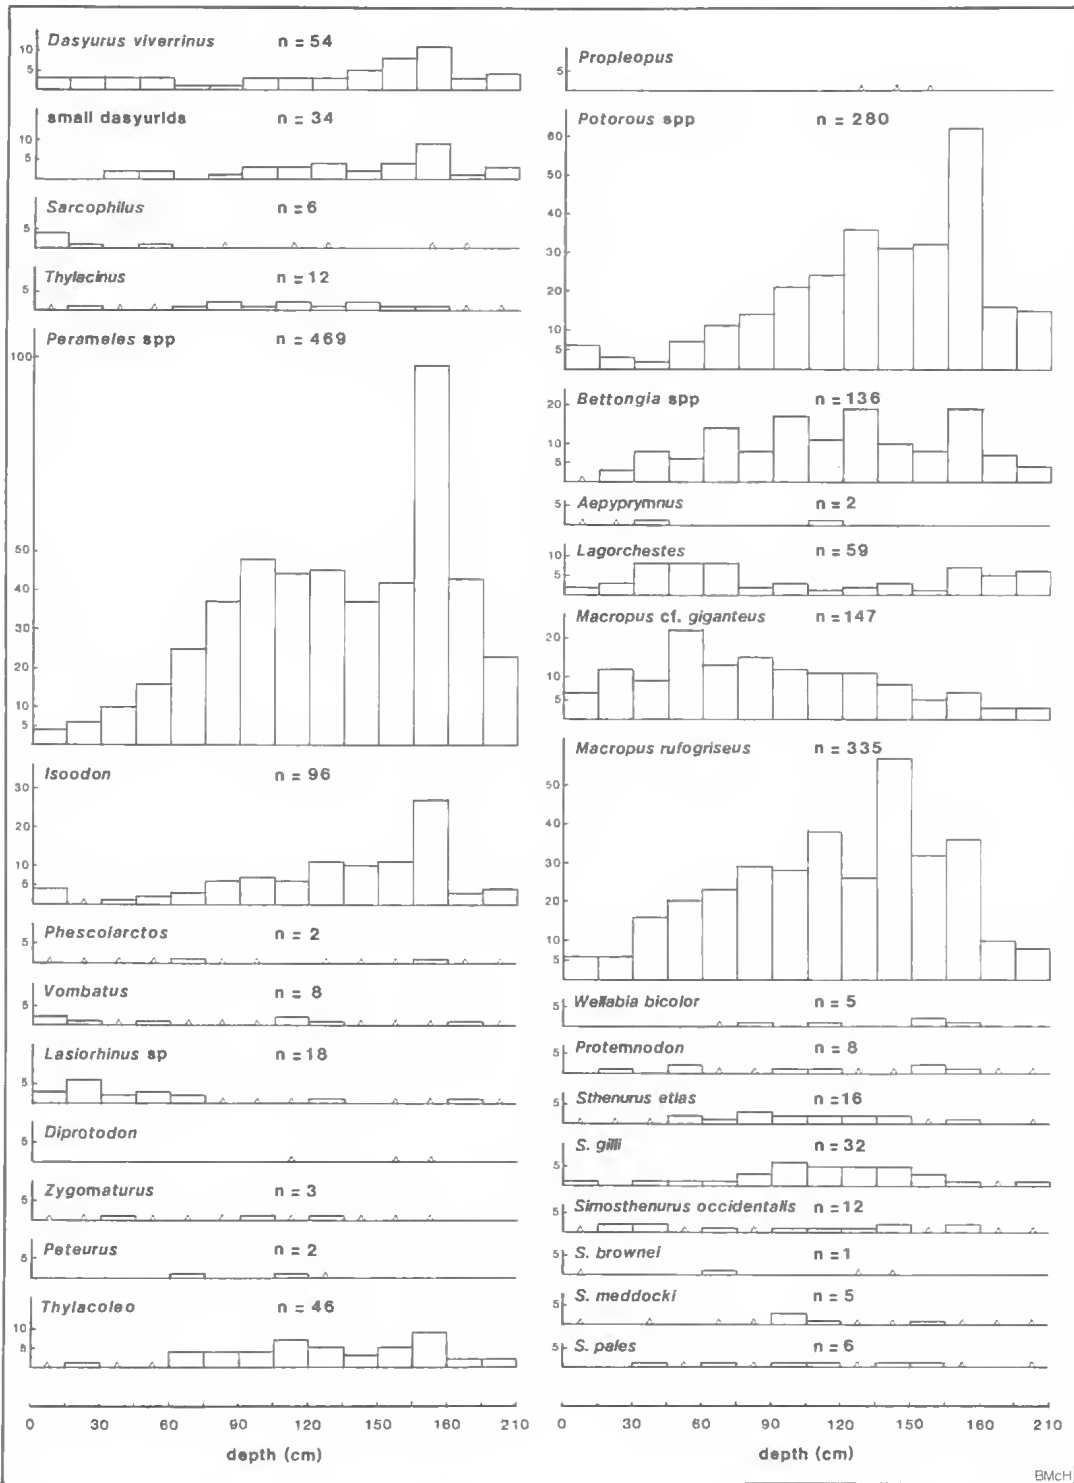 Dasyurus viverrinus n = 54
10
5
small dasyurids n = 34
10
5
Sarcophilus n = 6
5
Thylacinus n = 12
5
Perameles spp n = 469
100
50
40
30
20
10
5
Isoodon n = 96
30
20
10
5
Phascolarctos n = 2
5
Vombatus n = 8
5
Lasiorhinus sp n = 18
5
Diprotodon
5
Zygomaturus n = 3
5
Petaurus n = 2
5
Thylacoleo n = 46
10
5
0 30 60 90 120 150 180 210
depth (cm)
Propleopus
5
Potorous spp n = 280
60
50
40
30
20
10
5
Bettongia spp n = 136
20
10
5
Aepyprymnus n = 2
5
Lagorchestes n = 59
10
5
Macropus cf. giganteus n = 147
20
10
5
Macropus rufogriseus n = 335
50
40
30
20
10
5
Wallabia bicolor n = 5
5
Protemnodon n = 8
5
Sthenurus atlas n = 16
5
S. gilli n = 32
5
Simosthenurus occidentalis n = 12
5
S. brownei n = 1
5
S. maddocki n = 5
5
S. pales n = 6
5
0 30 60 90 120 150 160 190 210
depth (cm)
BMcH